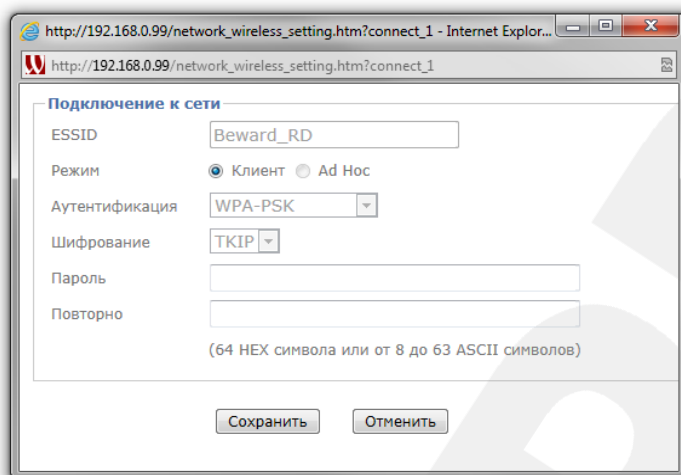 http://192.168.0.99/network_wireless_setting.htm?connect_1 - Internet Explor...
http://192.168.0.99/network_wireless_setting.htm?connect_1
Подключение к сети
ESSID Beward_RD
Режим Клиент Ad Hoc
Аутентификация WPA-PSK
Шифрование TKIP
Пароль
Повторно
(64 HEX символа или от 8 до 63 ASCII символов)
Сохранить Отменить